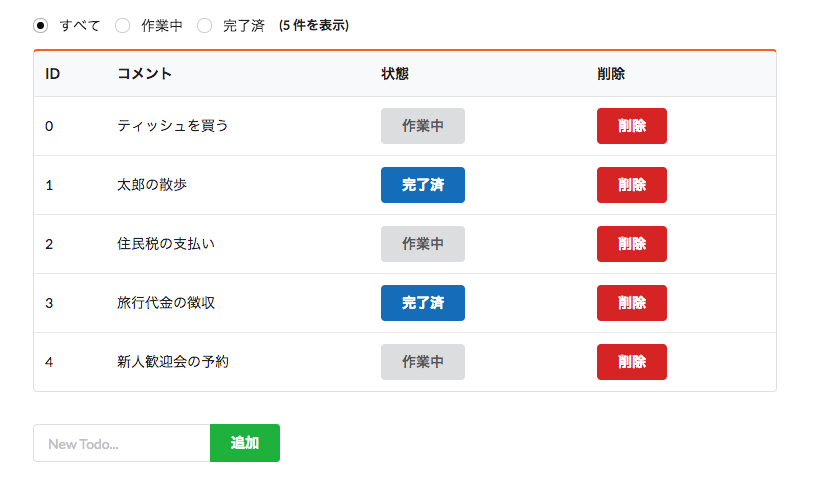 すべて 作業中 完了済 (5 件を表示)
ID コメント 状態 削除
0 ティッシュを買う 作業中 削除
1 太郎の散歩 完了済 削除
2 住民税の支払い 作業中 削除
3 旅行代金の徴収 完了済 削除
4 新人歓迎会の予約 作業中 削除
New Todo... 追加